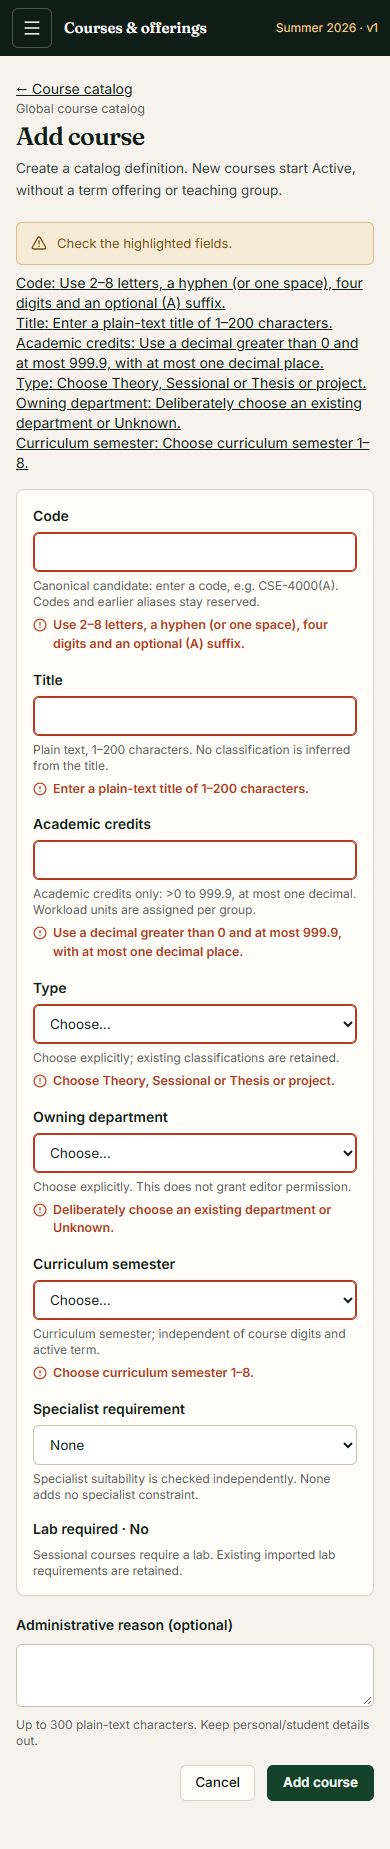 Courses & offerings
Summer 2026 · v1
← Course catalog
Global course catalog
Add course
Create a catalog definition. New courses start Active,
without a term offering or teaching group.
Check the highlighted fields.
Code: Use 2–8 letters, a hyphen (or one space), four
digits and an optional (A) suffix.
Title: Enter a plain-text title of 1–200 characters.
Academic credits: Use a decimal greater than 0 and
at most 999.9, with at most one decimal place.
Type: Choose Theory, Sessional or Thesis or project.
Owning department: Deliberately choose an existing
department or Unknown.
Curriculum semester: Choose curriculum semester 1–
8.
Code
Canonical candidate: enter a code, e.g. CSE-4000(A).
Codes and earlier aliases stay reserved.
Use 2–8 letters, a hyphen (or one space), four
digits and an optional (A) suffix.
Title
Plain text, 1–200 characters. No classification is inferred
from the title.
Enter a plain-text title of 1–200 characters.
Academic credits
Academic credits only: >0 to 999.9, at most one decimal.
Workload units are assigned per group.
Use a decimal greater than 0 and at most 999.9,
with at most one decimal place.
Type
Choose...
Choose explicitly; existing classifications are retained.
Choose Theory, Sessional or Thesis or project.
Owning department
Choose...
Choose explicitly. This does not grant editor permission.
Deliberately choose an existing department or
Unknown.
Curriculum semester
Choose...
Curriculum semester; independent of course digits and
active term.
Choose curriculum semester 1–8.
Specialist requirement
None
Specialist suitability is checked independently. None
adds no specialist constraint.
Lab required · No
Sessional courses require a lab. Existing imported lab
requirements are retained.
Administrative reason (optional)
Up to 300 plain-text characters. Keep personal/student details
out.
Cancel
Add course